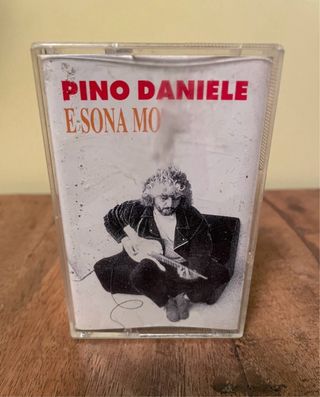 PINO DANIELE
E SONA MO'